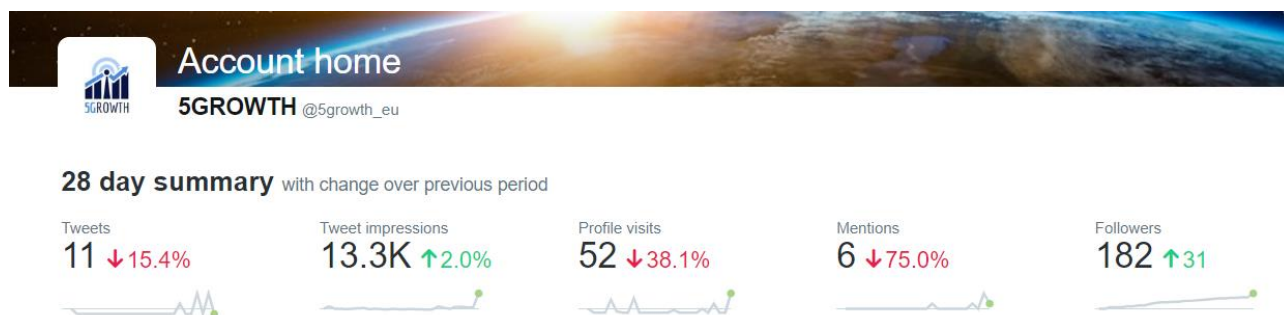 Account home
5GROWTH
5GROWTH @5growth_eu
28 day summary with change over previous period
Tweets Tweet impressions Profile visits Mentions Followers
11 ↓15.4% 13.3K ↑2.0% 52 ↓38.1% 6 ↓75.0% 182 ↑31